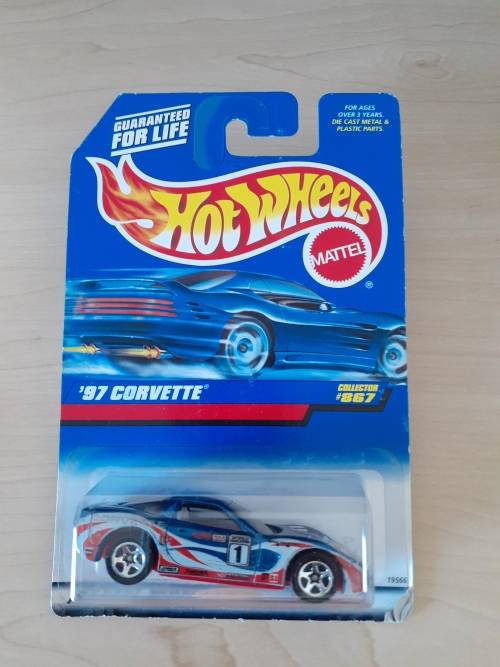 GUARANTEED
FOR LIFE
FOR AGES
OVER 3 YEARS.
DIE CAST METAL &
PLASTIC PARTS.
HOT WHEELS
MATTEL
®
'97 CORVETTE®
COLLECTOR
#867
1
19566